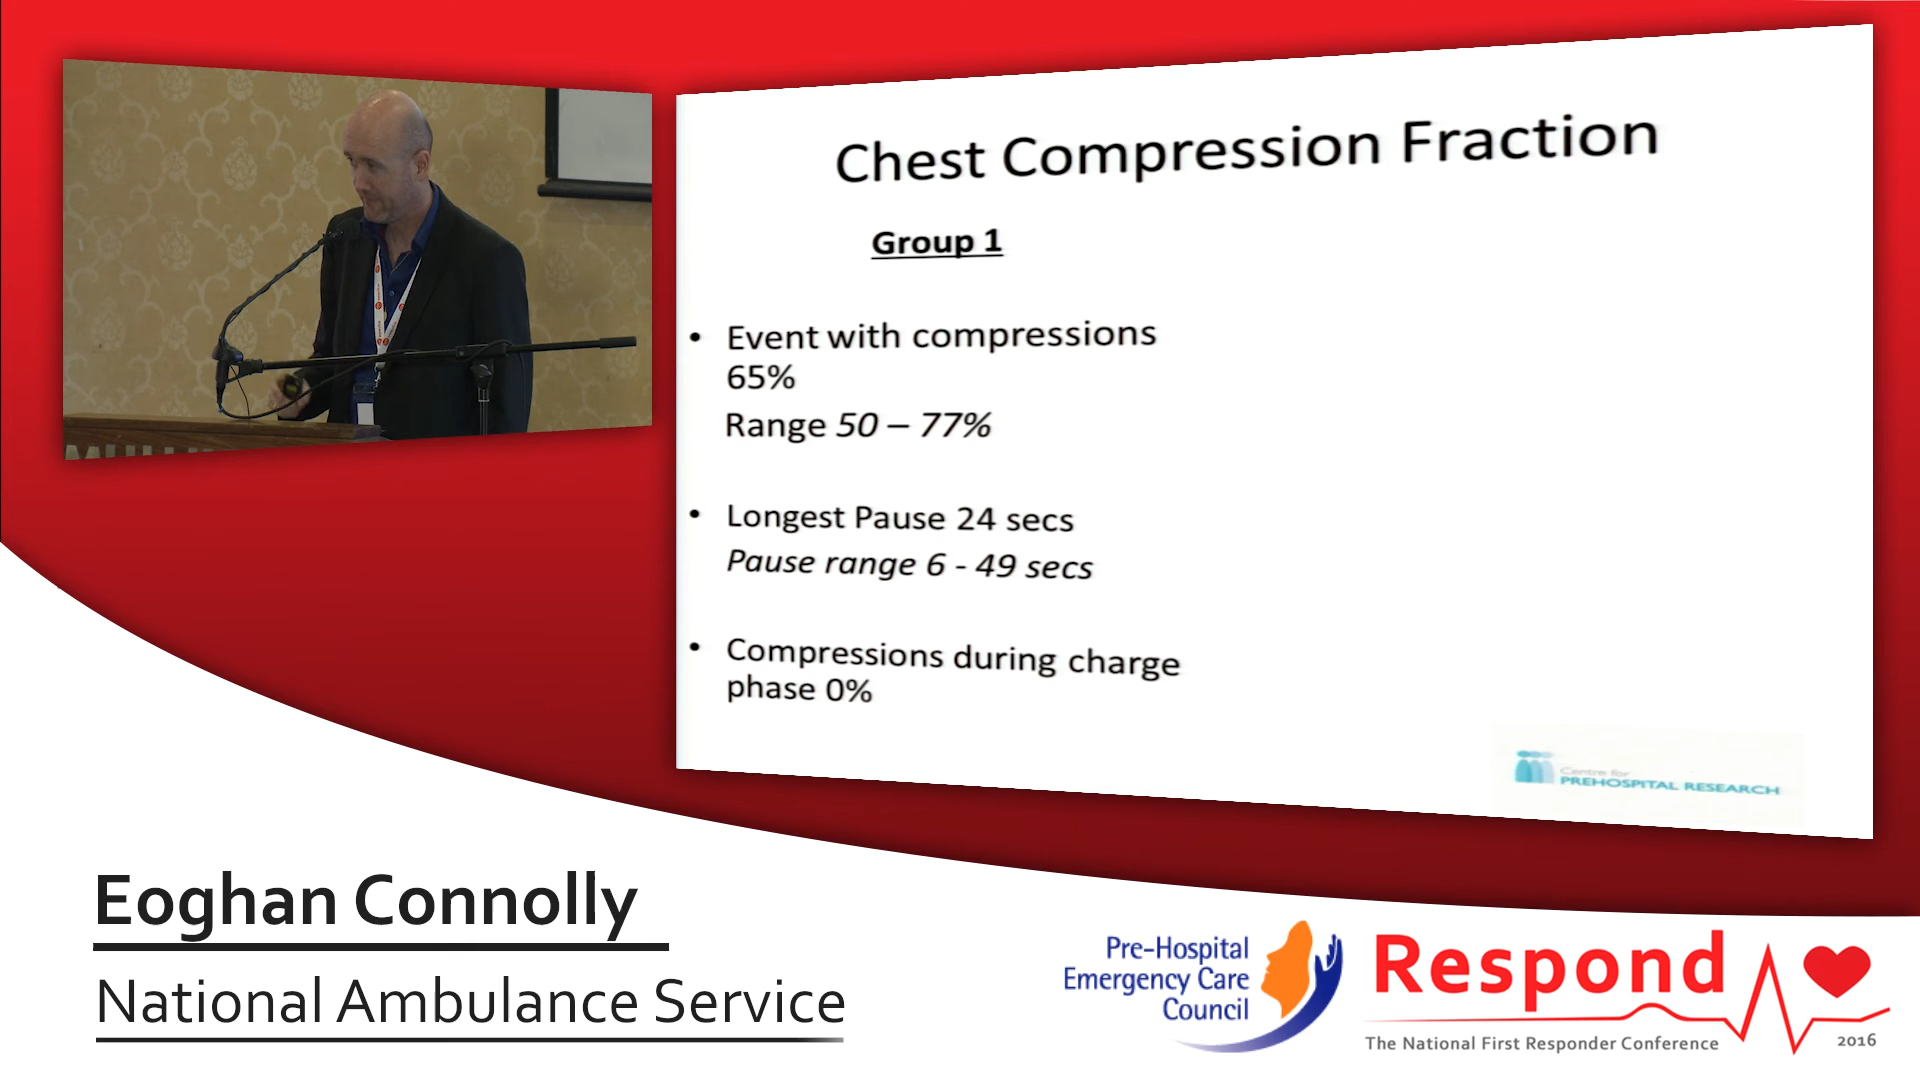 Chest Compression Fraction
Group 1
• Event with compressions
65%
Range 50 – 77%
• Longest Pause 24 secs
Pause range 6 - 49 secs
• Compressions during charge
phase 0%
Centre for
PREHOSPITAL RESEARCH
Eoghan Connolly
National Ambulance Service
Pre-Hospital
Emergency Care
Council
Respond
The National First Responder Conference
2016